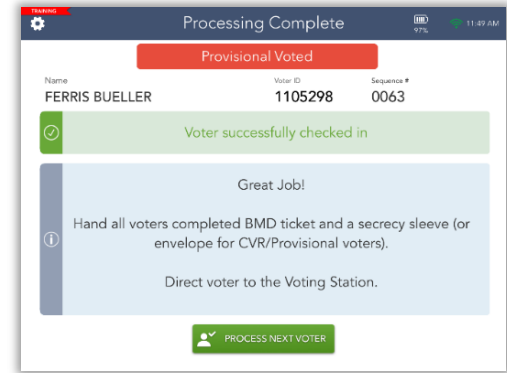 TRAINING
Processing Complete
97%
11:49 AM
Provisional Voted
Name
Voter ID
Sequence #
FERRIS BUELLER
1105298
0063
Voter successfully checked in
Great Job!
Hand all voters completed BMD ticket and a secrecy sleeve (or
envelope for CVR/Provisional voters).
Direct voter to the Voting Station.
PROCESS NEXT VOTER